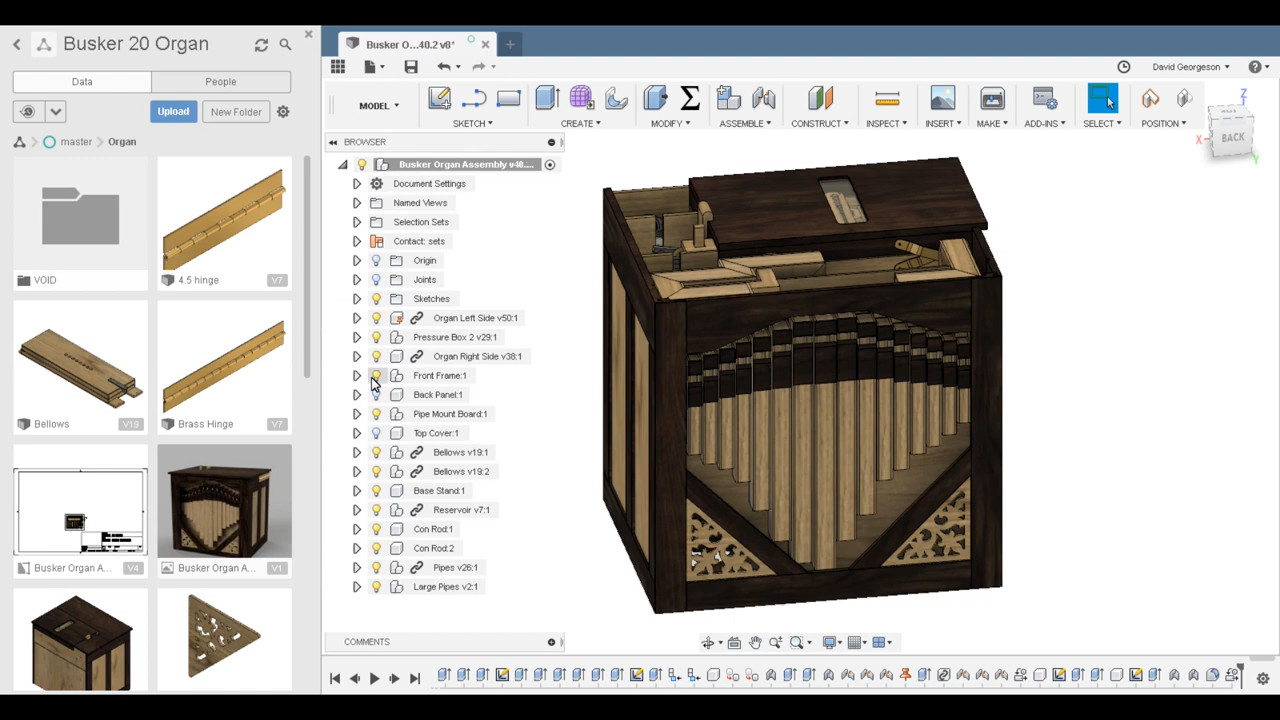 Busker 20 Organ
Data
People
Upload
New Folder
master
Organ
VOID
4.5 hinge
V7
Bellows
V19
Brass Hinge
V7
Busker Organ A...
V4
Busker Organ A...
V1
Busker O...40.2 v8*
David Georgeson
MODEL
SKETCH
CREATE
MODIFY
ASSEMBLE
CONSTRUCT
INSPECT
INSERT
MAKE
ADD-INS
SELECT
POSITION
Z
X
Y
BACK
BROWSER
Busker Organ Assembly v40....
Document Settings
Named Views
Selection Sets
Contact: sets
Origin
Joints
Sketches
Organ Left Side v50:1
Pressure Box 2 v29:1
Organ Right Side v38:1
Front Frame:1
Back Panel:1
Pipe Mount Board:1
Top Cover:1
Bellows v19:1
Bellows v19:2
Base Stand:1
Reservoir v7:1
Con Rod:1
Con Rod:2
Pipes v26:1
Large Pipes v2:1
COMMENTS